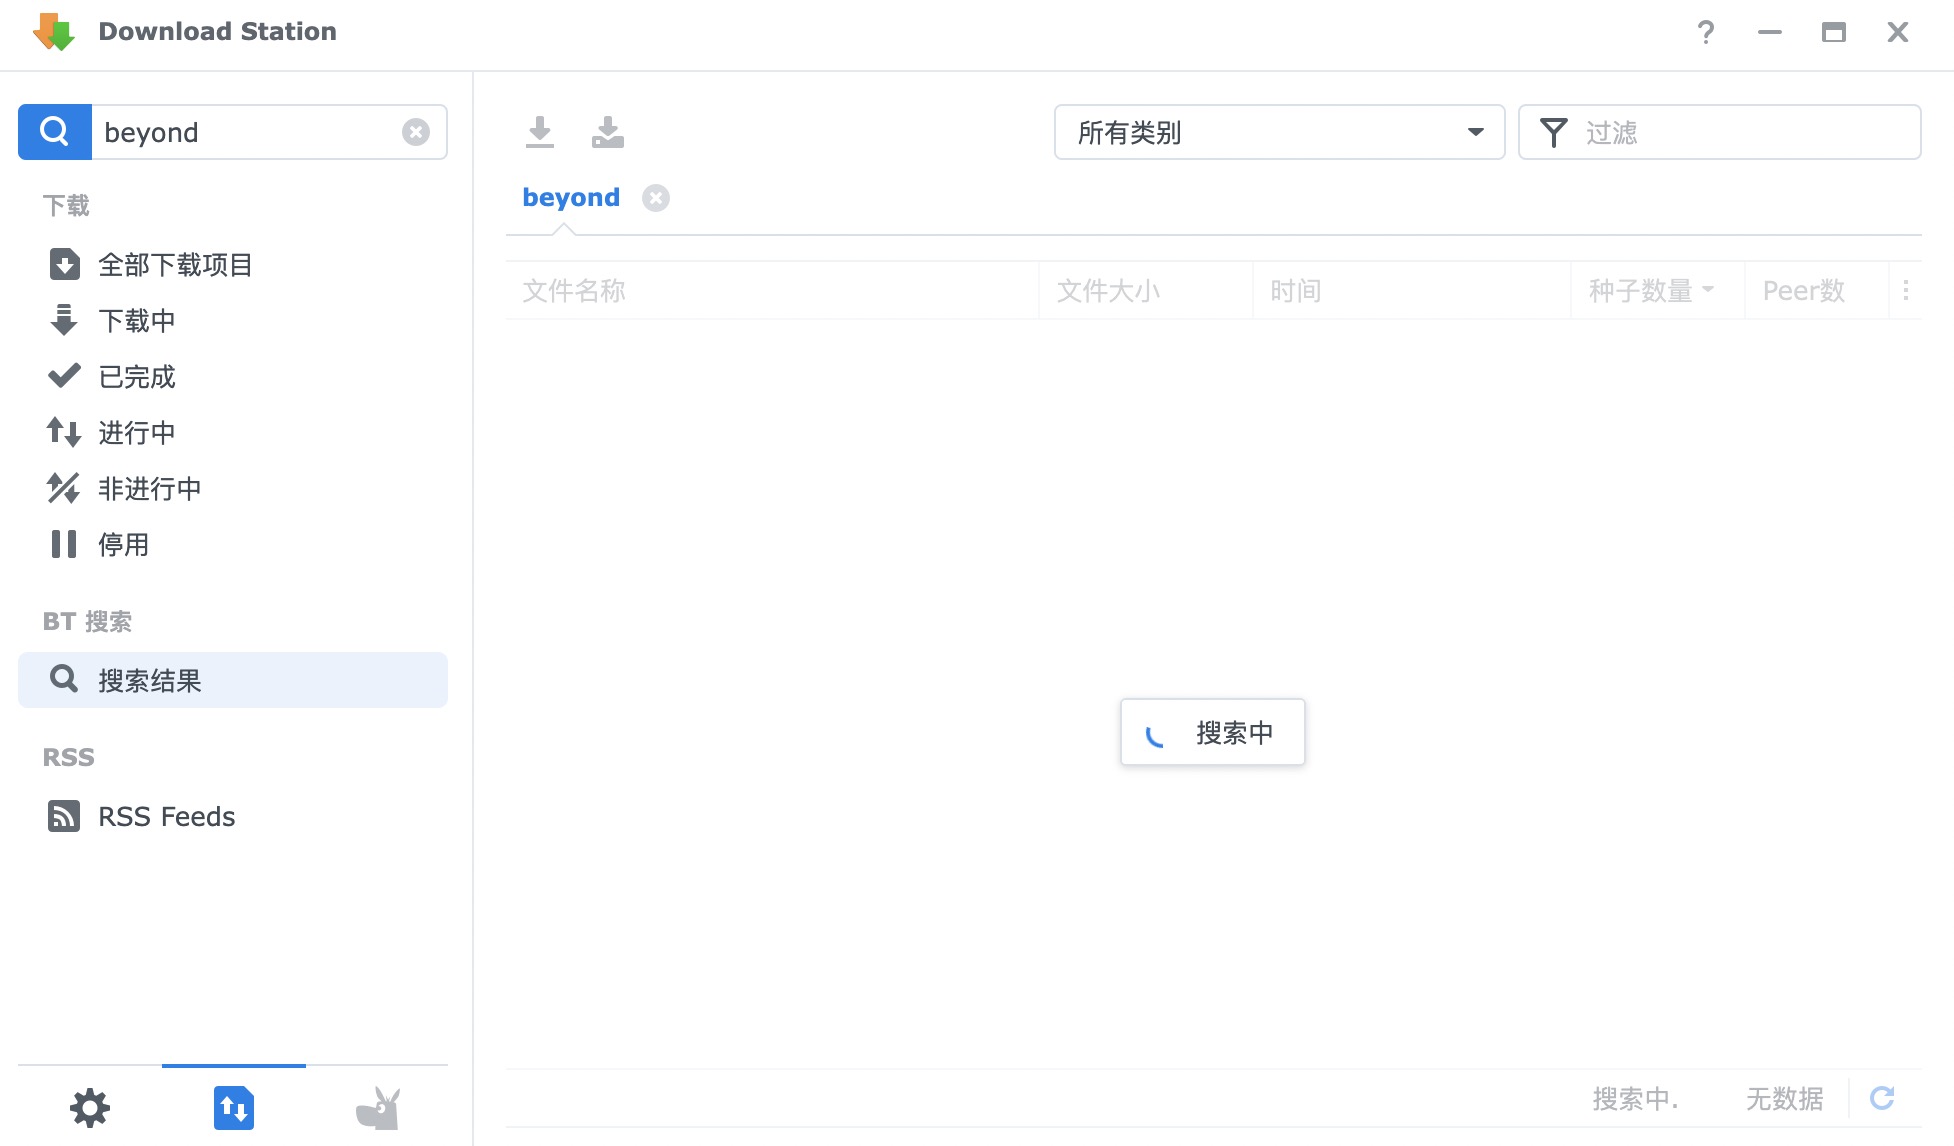 Download Station
beyond
下载
全部下载项目
下载中
已完成
进行中
非进行中
停用
BT 搜索
搜索结果
RSS
RSS Feeds
所有类别
过滤
beyond
文件名称 文件大小 时间 种子数量 Peer数
搜索中
搜索中. 无数据